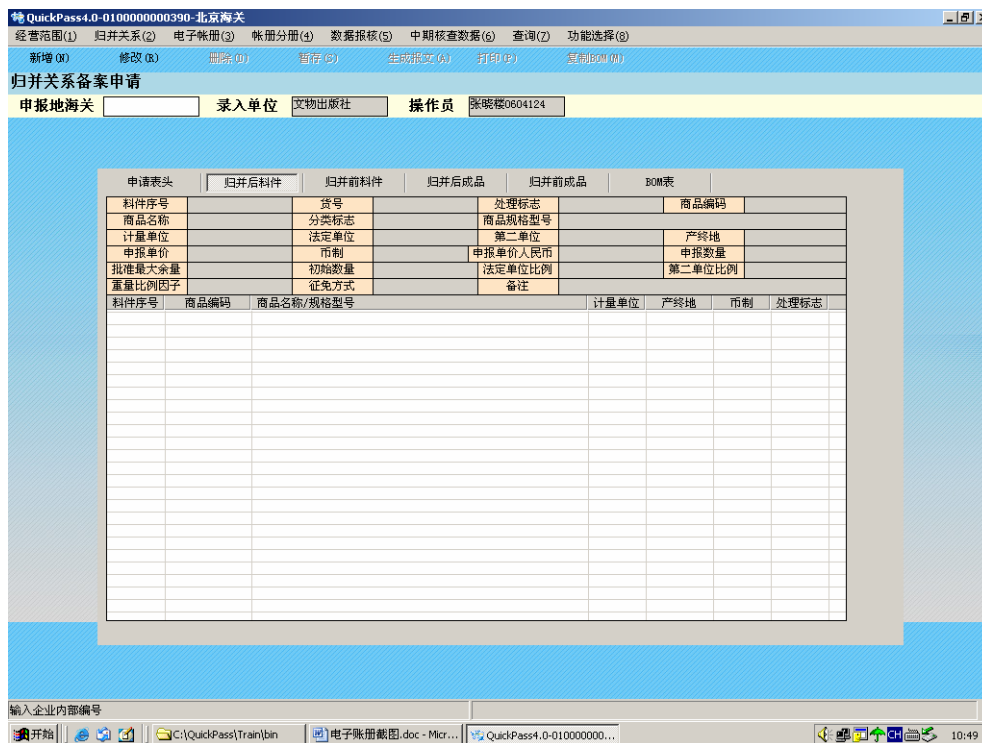 QuickPass4.0-0100000000390-北京海关
经营范围(1) 归并关系(2) 电子帐册(3) 帐册分册(4) 数据报核(5) 中期核查数据(6) 查询(7) 功能选择(8)
新增(N) 修改(R) 删除(D) 暂存(S) 生成报文(A) 打印(P) 复制BOM(M)
归并关系备案申请
申报地海关 录入单位 文物出版社 操作员 张晓楼0604124
申请表头 归并后料件 归并前料件 归并后成品 归并前成品 BOM表
料件序号 货号 处理标志 商品编码
商品名称 分类标志 商品规格型号
计量单位 法定单位 第二单位 产终地
申报单价 币制 申报单价人民币 申报数量
批准最大余量 初始数量 法定单位比例 第二单位比例
重量比例因子 征免方式 备注
料件序号 商品编码 商品名称/规格型号 计量单位 产终地 币制 处理标志
输入企业内部编号
开始 C:\QuickPass\Train\bin 电子账册截图.doc - Micr... QuickPass4.0-010000000... CH 10:49